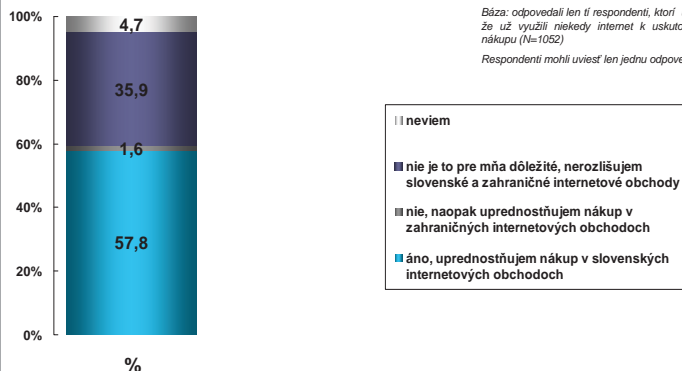 100%
80%
60%
40%
20%
0%
4,7
35,9
1,6
57,8
%
Báza: odpovedali len tí respondenti, ktorí
že už využili niekedy internet k
nákupu (N=1052)
Respondenti mohli uviesť len jednu
neviem
nie je to pre mňa dôležité, nerozlišujem
slovenské a zahraničné internetové obchody
nie, naopak uprednostňujem nákup v
zahraničných internetových obchodoch
áno, uprednostňujem nákup v slovenských
internetových obchodoch